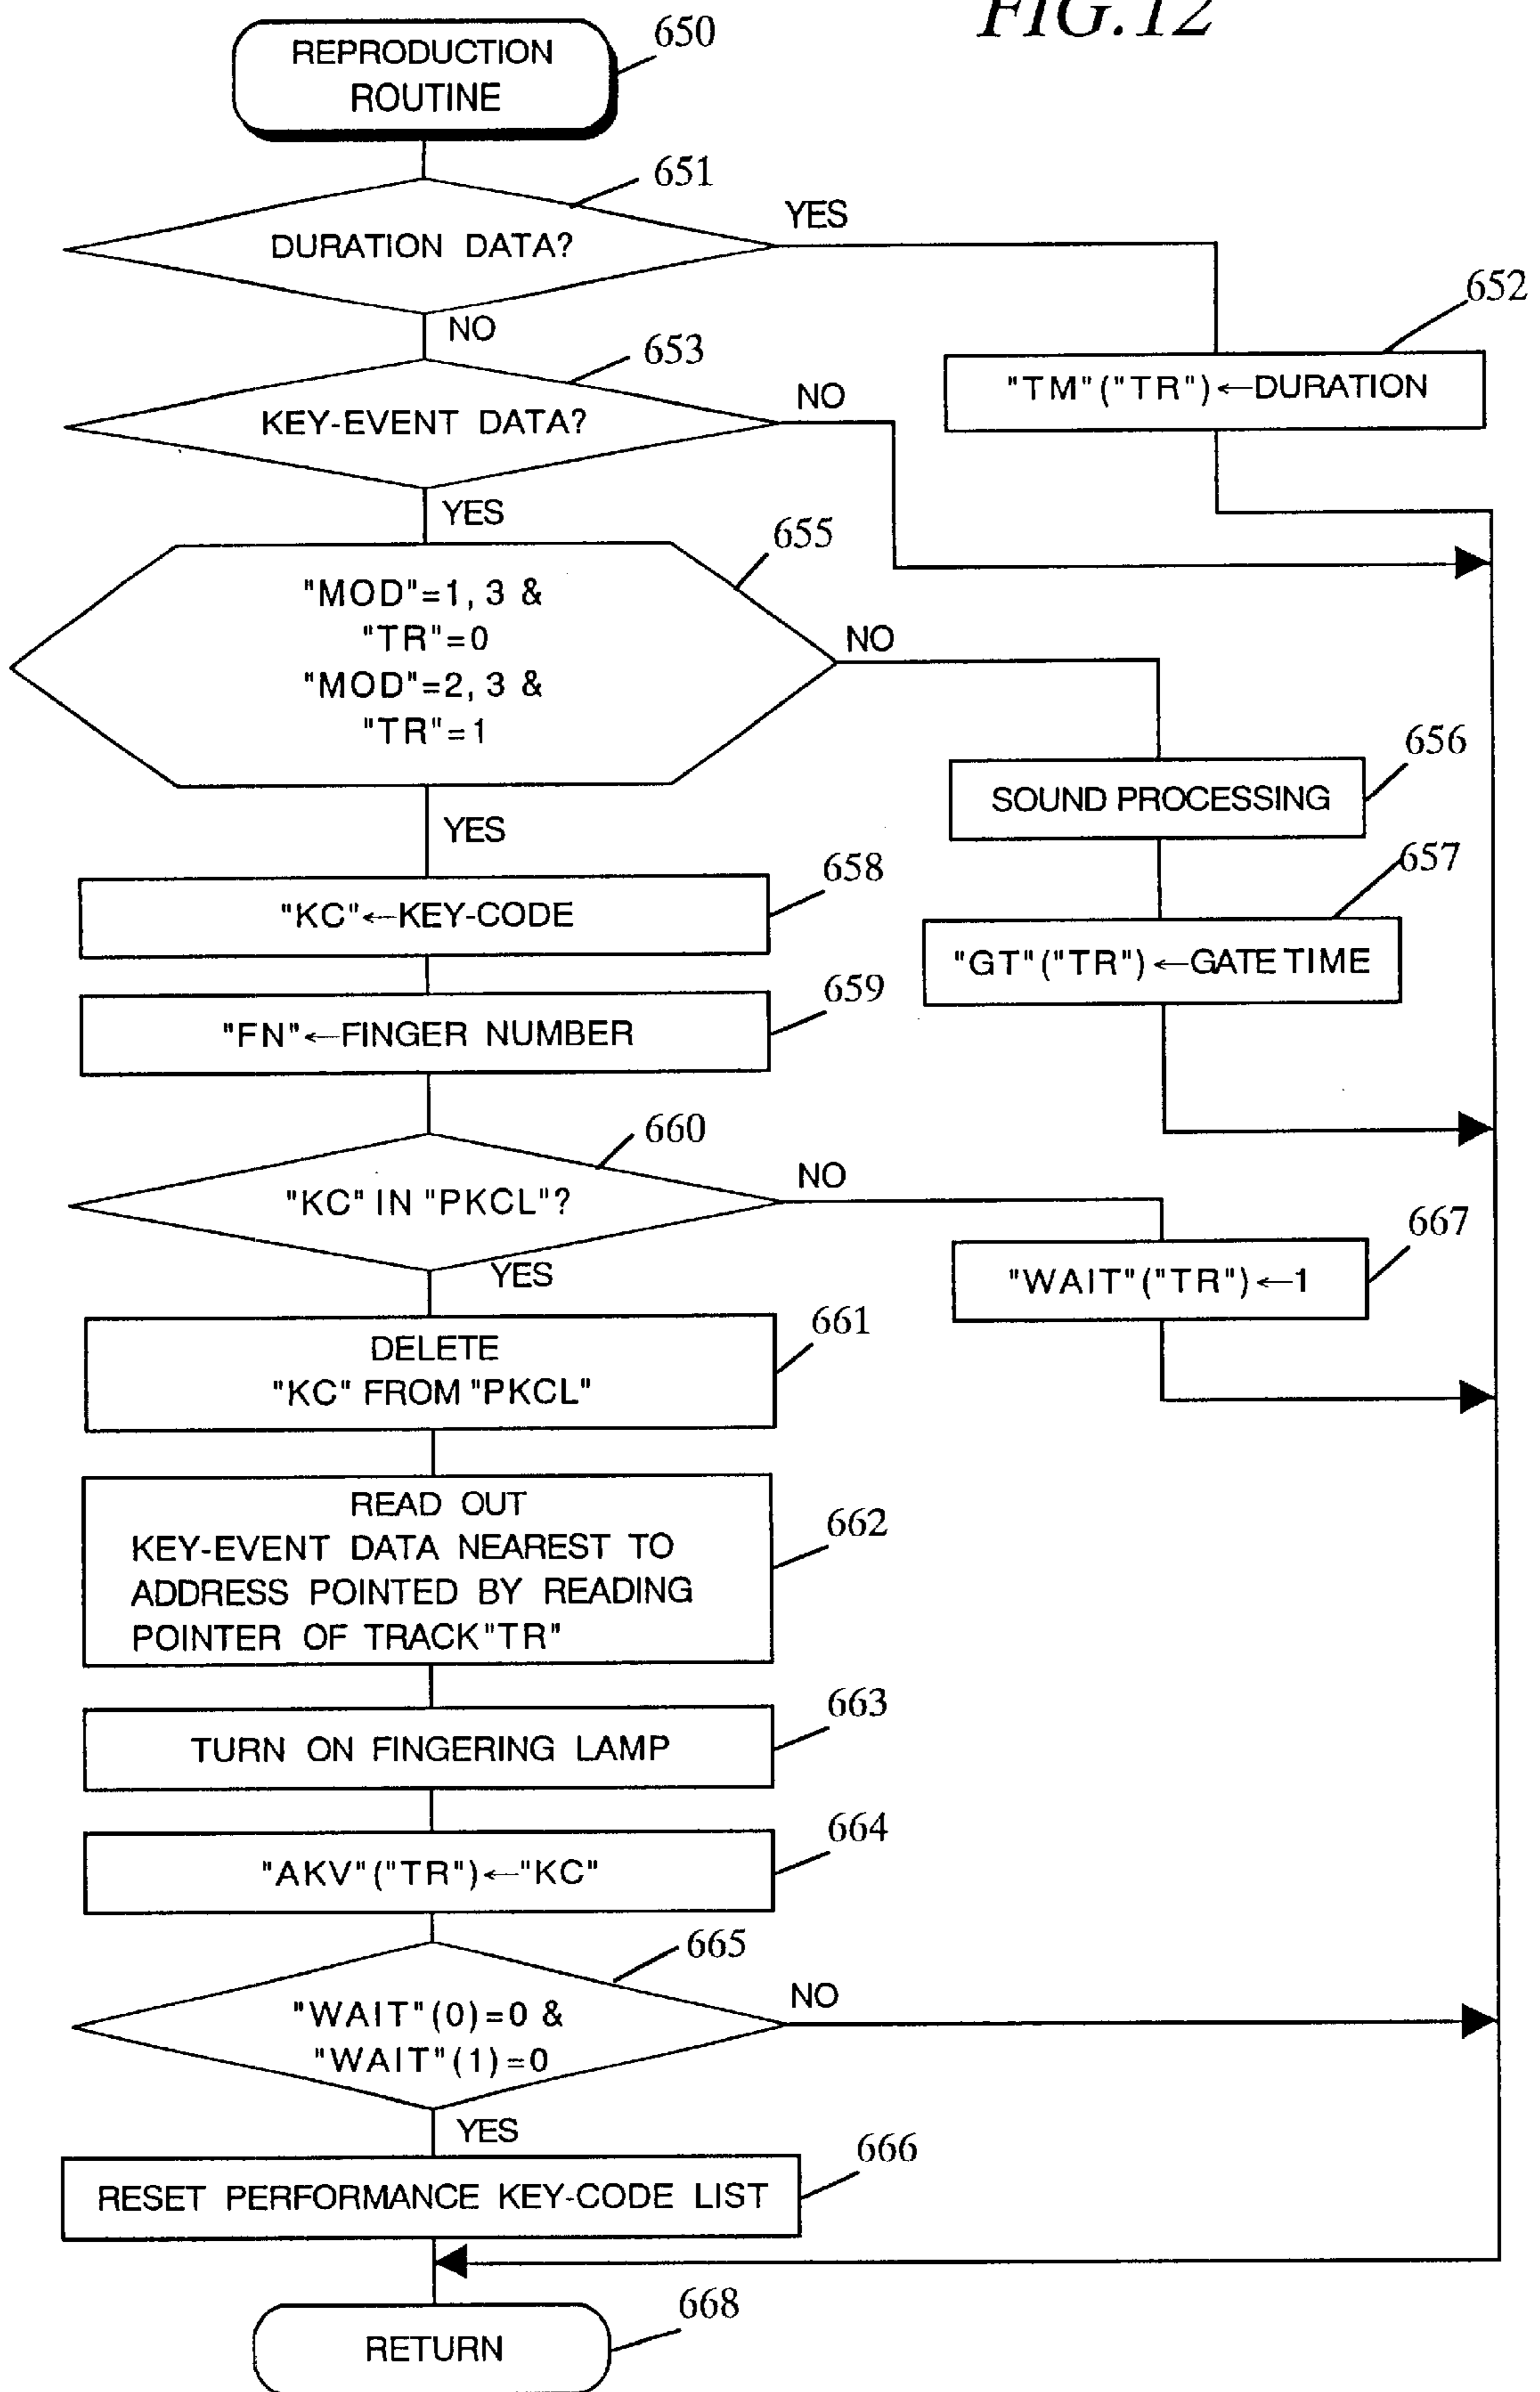 FIG.12
REPRODUCTION
ROUTINE
650
651
DURATION DATA?
YES
652
"TM"("TR")←DURATION
NO
653
KEY-EVENT DATA?
NO
YES
655
"MOD"=1, 3 &
"TR"=0
"MOD"=2, 3 &
"TR"=1
NO
656
SOUND PROCESSING
YES
657
"GT"("TR")←GATE TIME
658
"KC"←KEY-CODE
659
"FN"←FINGER NUMBER
660
"KC" IN "PKCL"?
NO
667
"WAIT"("TR")←1
YES
661
DELETE
"KC" FROM "PKCL"
662
READ OUT
KEY-EVENT DATA NEAREST TO
ADDRESS POINTED BY READING
POINTER OF TRACK"TR"
663
TURN ON FINGERING LAMP
664
"AKV"("TR")←"KC"
665
"WAIT"(0)=0 &
"WAIT"(1)=0
NO
YES
666
RESET PERFORMANCE KEY-CODE LIST
668
RETURN